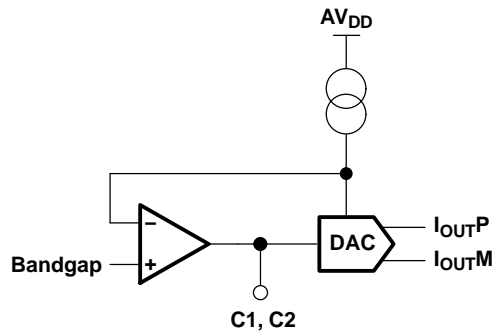 AVDD
−
DAC
IOUTP
Bandgap
+
IOUTM
C1, C2